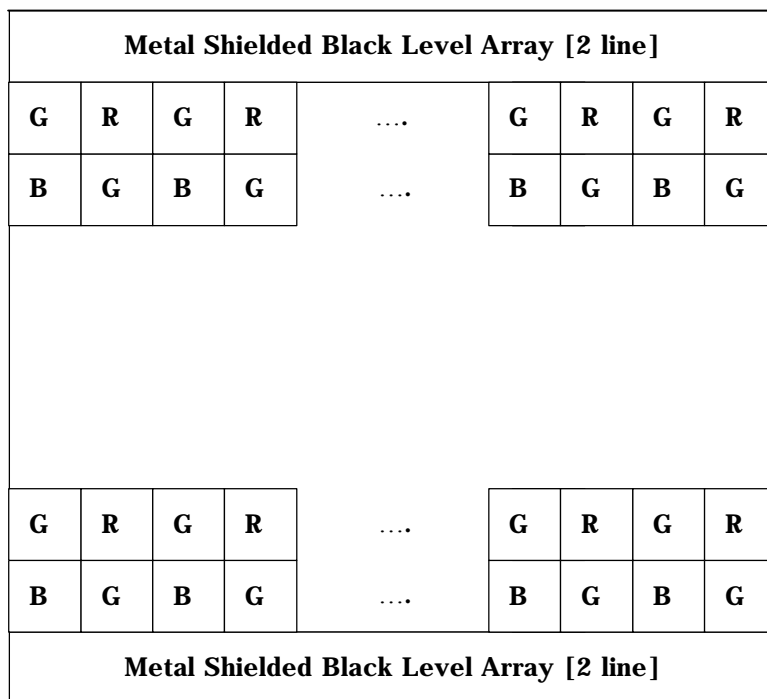 Metal Shielded Black Level Array [2 line]
G R G R …. G R G R
B G B G …. B G B G
G R G R …. G R G R
B G B G …. B G B G
Metal Shielded Black Level Array [2 line]